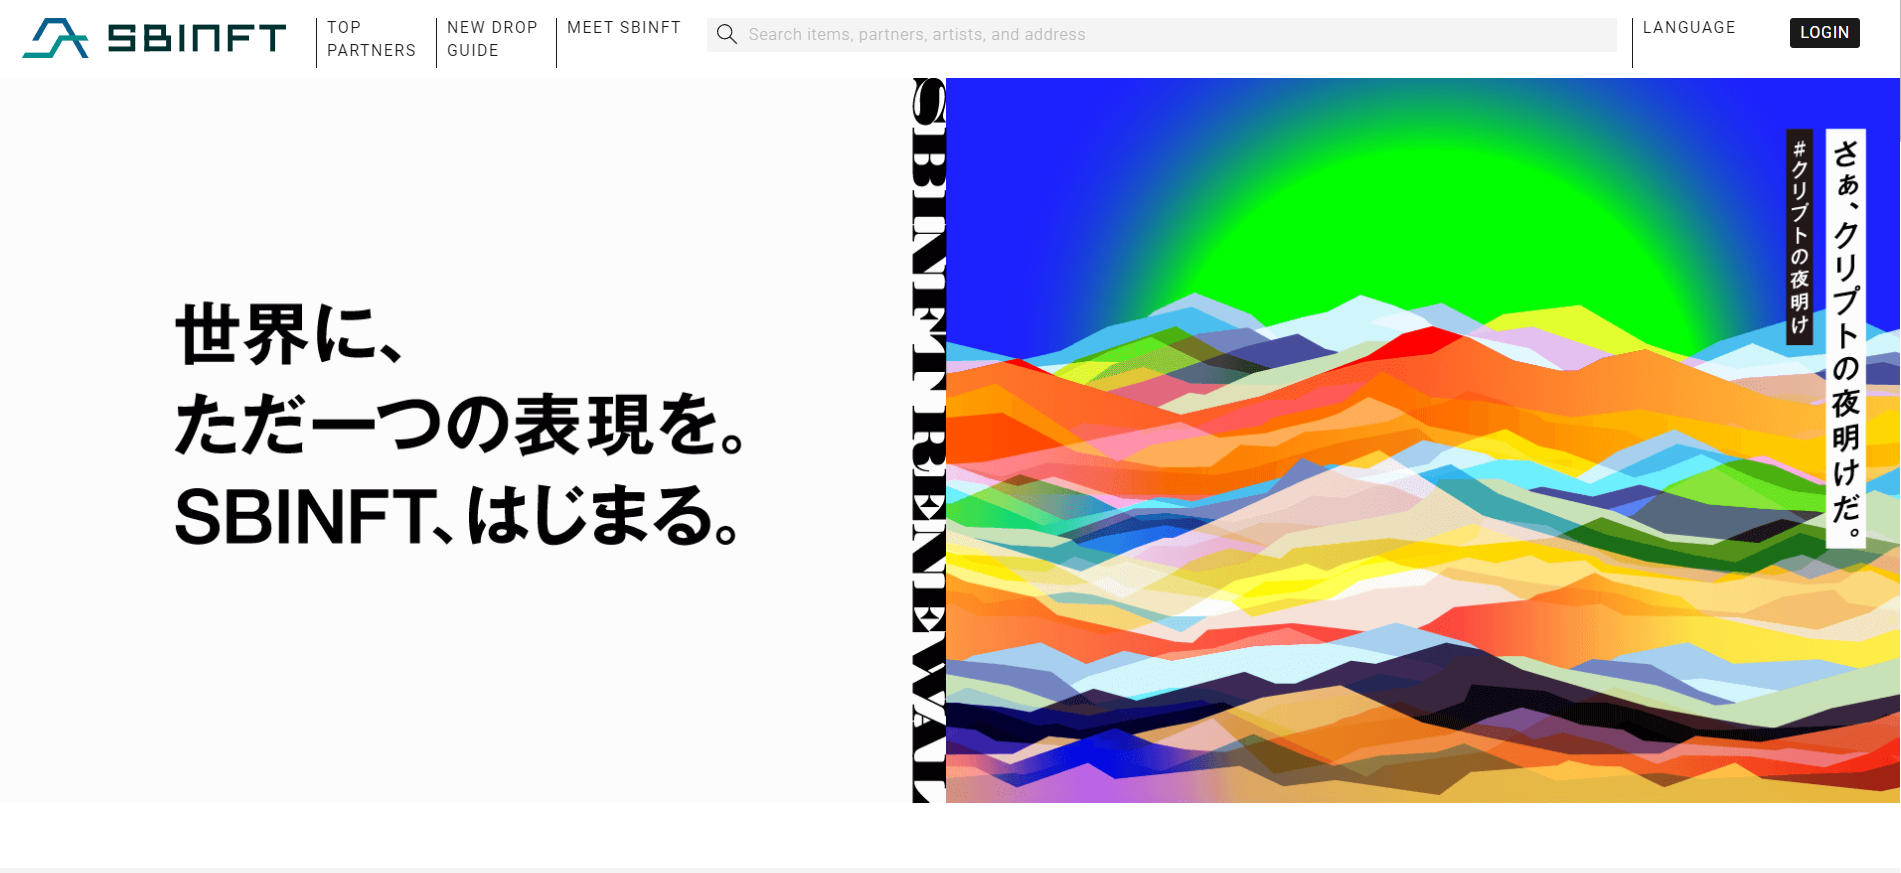 SBINFT
TOP
PARTNERS
NEW DROP
GUIDE
MEET SBINFT
Search items, partners, artists, and address
LANGUAGE
LOGIN
世界に、
ただ一つの表現を。
SBINFT、はじまる。
SBINFT RENEWAL
さぁ、クリプトの夜明けだ。
#クリプトの夜明け